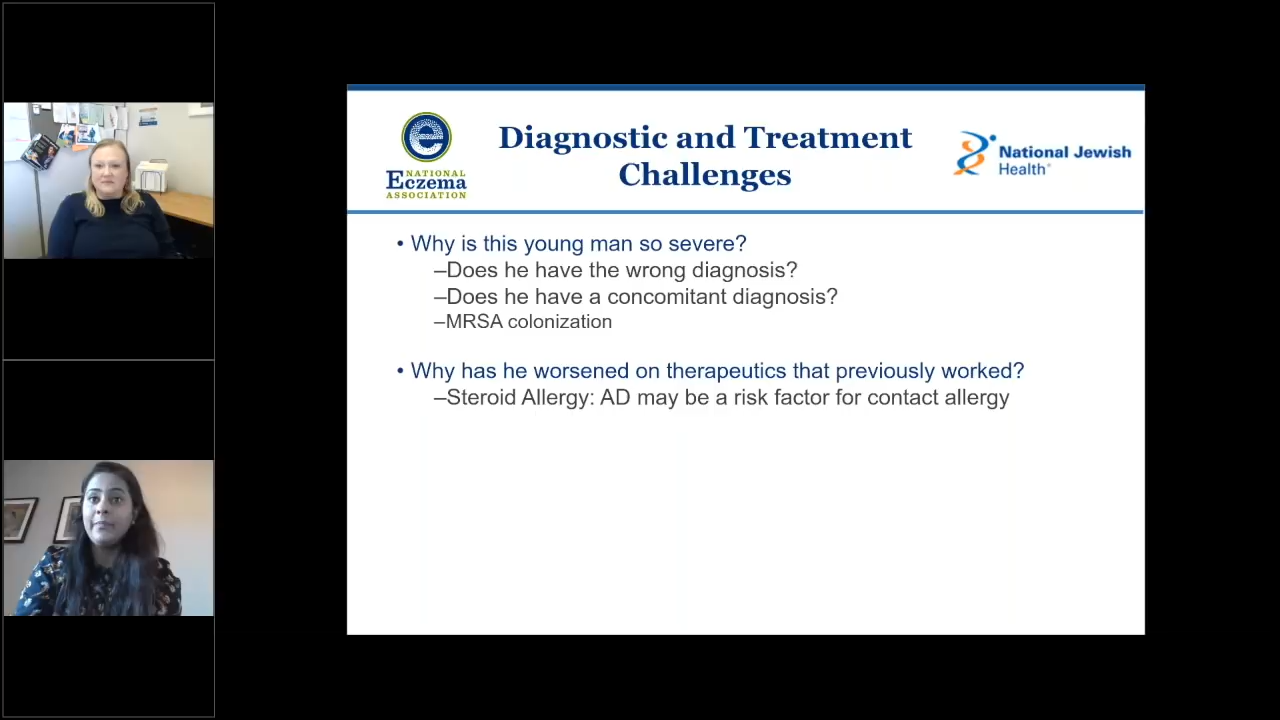 NATIONAL
Eczema
ASSOCIATION
Diagnostic and Treatment
Challenges
National Jewish
Health®
• Why is this young man so severe?
–Does he have the wrong diagnosis?
–Does he have a concomitant diagnosis?
–MRSA colonization
• Why has he worsened on therapeutics that previously worked?
–Steroid Allergy: AD may be a risk factor for contact allergy